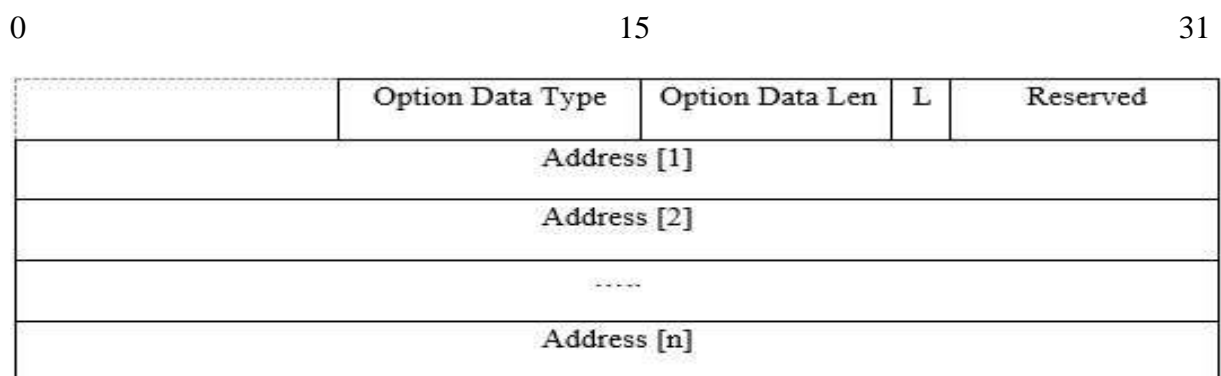 0 15 31
Option Data Type Option Data Len L Reserved
Address [1]
Address [2]
-----
Address [n]